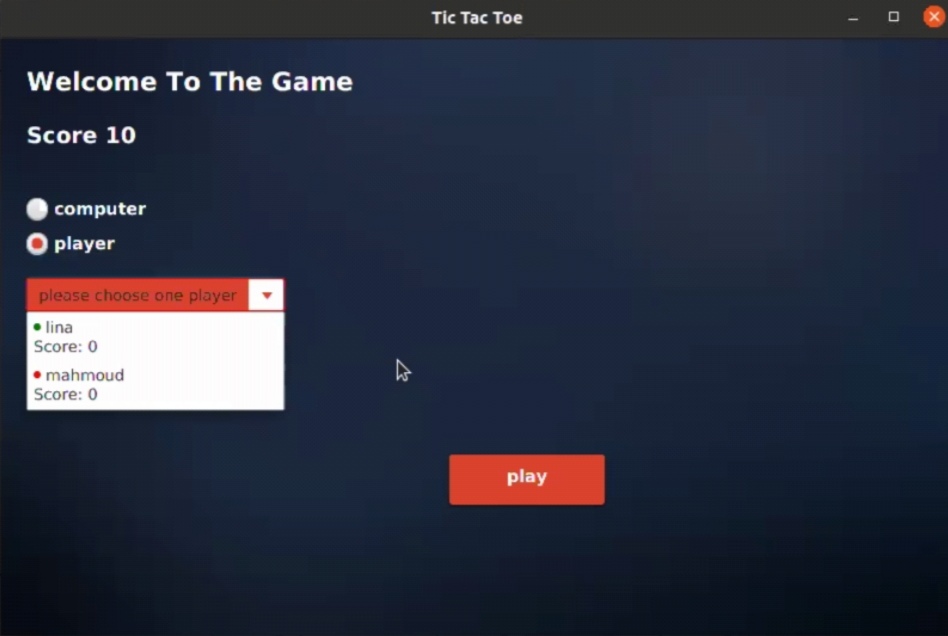 Tic Tac Toe
Welcome To The Game
Score 10
computer
player
please choose one player
lina
Score: 0
mahmoud
Score: 0
play